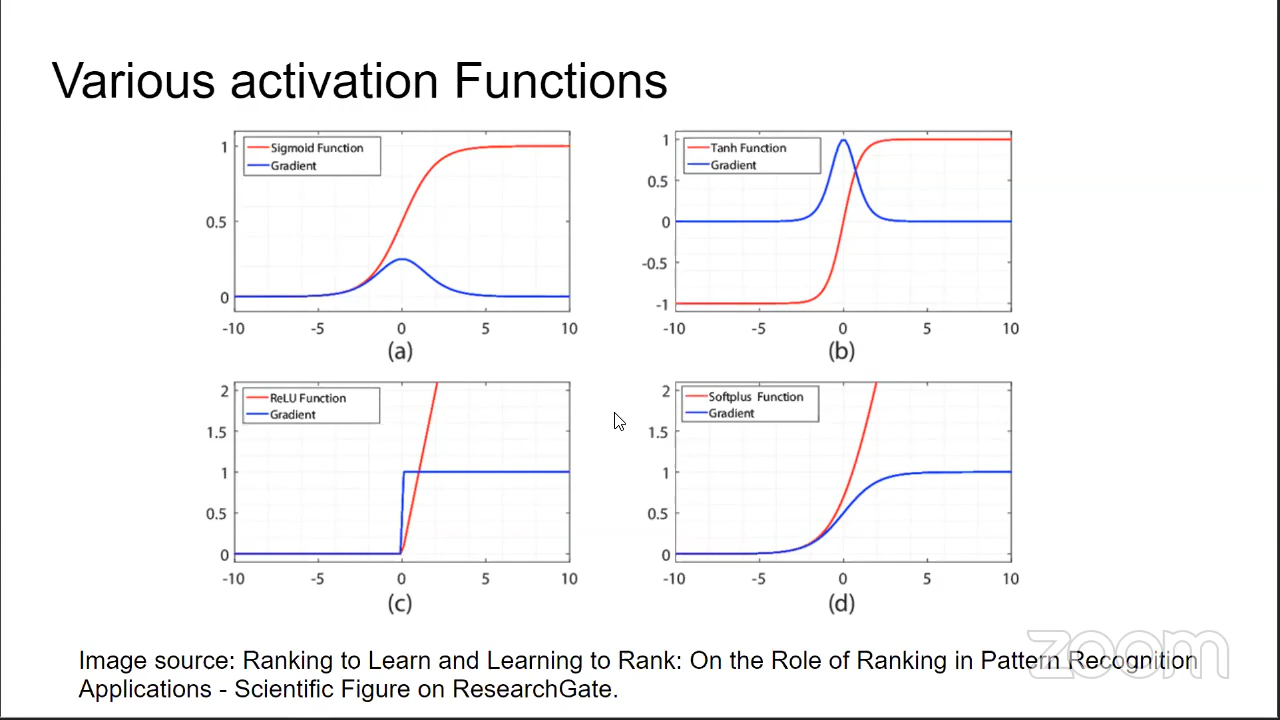 Various activation Functions
Sigmoid Function
Gradient
1
0.5
0
-10 -5 0 5 10
(a)
Tanh Function
Gradient
1
0.5
0
-0.5
-1
-10 -5 0 5 10
(b)
ReLU Function
Gradient
2
1.5
1
0.5
0
-10 -5 0 5 10
(c)
Softplus Function
Gradient
2
1.5
1
0.5
0
-10 -5 0 5 10
(d)
Image source: Ranking to Learn and Learning to Rank: On the Role of Ranking in Pattern Recognition
Applications - Scientific Figure on ResearchGate.
zoom